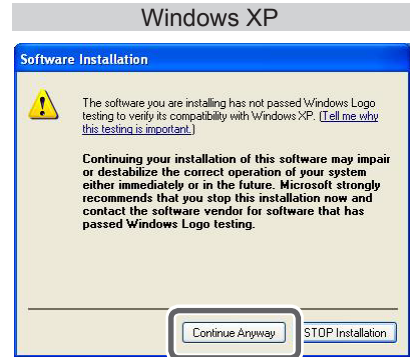 Windows XP
Software Installation
The software you are installing has not passed Windows Logo
testing to verify its compatibility with Windows XP. (Tell me why
this testing is important.)
Continuing your installation of this software may impair
or destabilize the correct operation of your system
either immediately or in the future. Microsoft strongly
recommends that you stop this installation now and
contact the software vendor for software that has
passed Windows Logo testing.
Continue Anyway STOP Installation